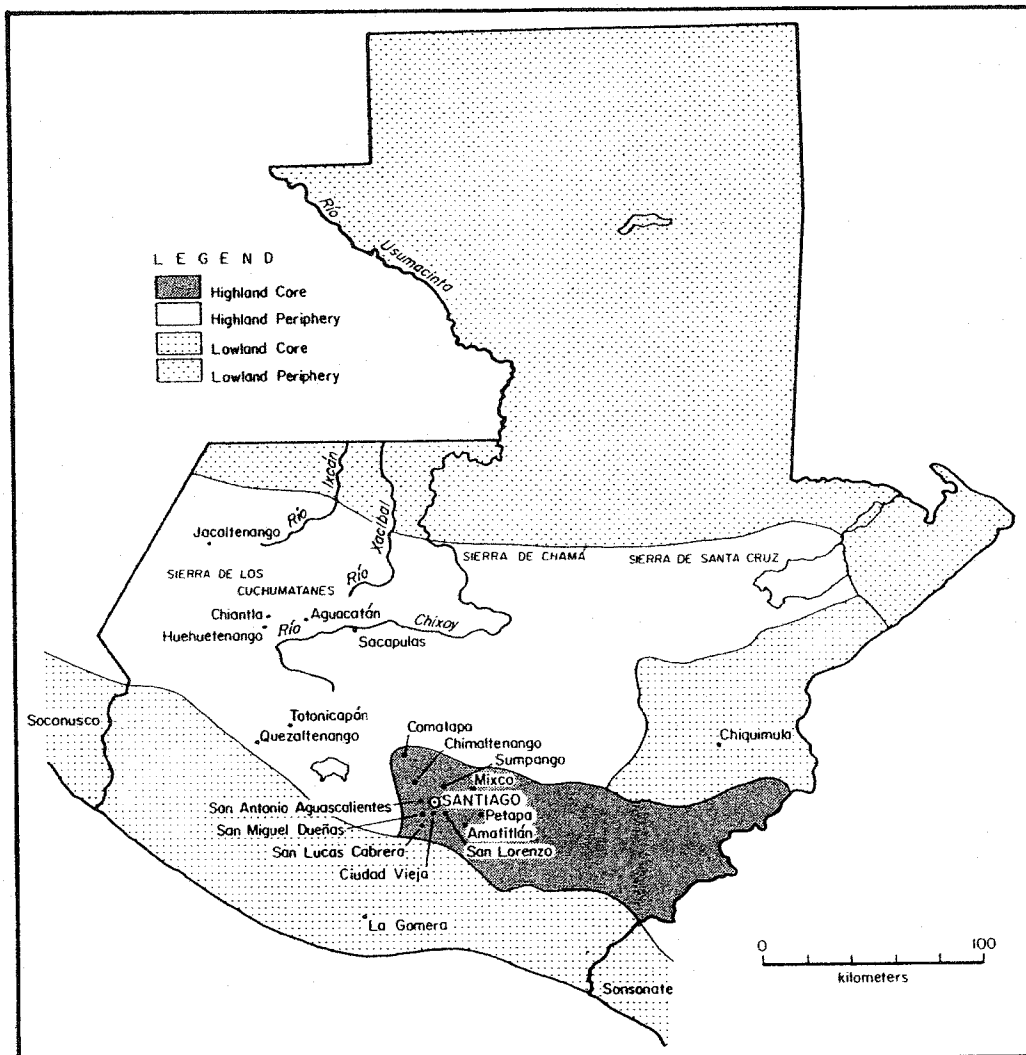 Río
Usumacinta
LEGEND
Highland Core
Highland Periphery
Lowland Core
Lowland Periphery
Río
Ixcán
Río
Xaclbal
Jacaltenango
SIERRA DE CHAMÁ
SIERRA DE SANTA CRUZ
SIERRA DE LOS
CUCHUMATANES
Chiantla
Aguacatán
Huehuetenango
Río
Chixoy
Sacapulas
Soconusco
Totonicapán
Quezaltenango
Comalapa
Chimaltenango
Sumpango
Mixco
Chiquimula
San Antonio Aguascalientes
SANTIAGO
Petapa
San Miguel Dueñas
Amatitlán
San Lucas Cabrera
San Lorenzo
Ciudad Vieja
La Gomera
0
100
kilometers
Sonsonate